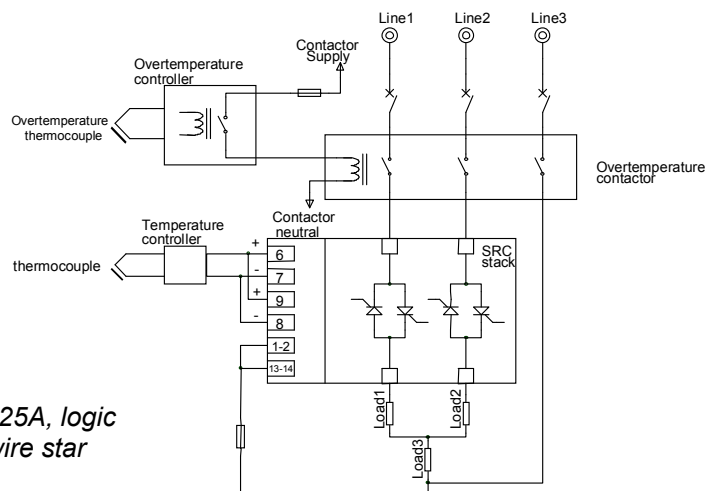 Line1
Line2
Line3
Contactor
Supply
Overtemperature
controller
Overtemperature
thermocouple
Overtemperature
contactor
Contactor
neutral
Temperature
controller
thermocouple
+
6
-
7
+
9
-
8
1-2
13-14
SRC
stack
Load1
Load2
Load3
25A, logic
wire star